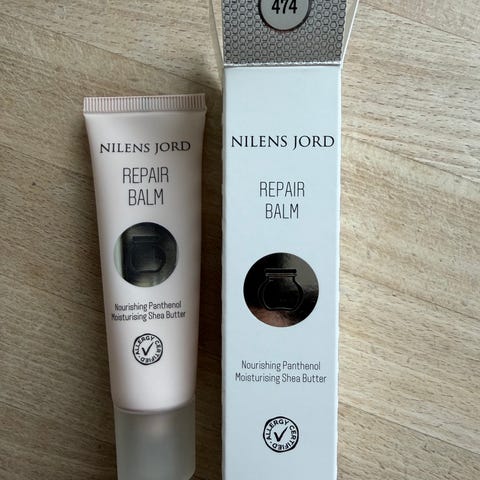 474
NILENS JORD
REPAIR
BALM
Nourishing Panthenol
Moisturising Shea Butter
ALLERGY CERTIFIED
NILENS JORD
REPAIR
BALM
Nourishing Panthenol
Moisturising Shea Butter
ALLERGY CERTIFIED